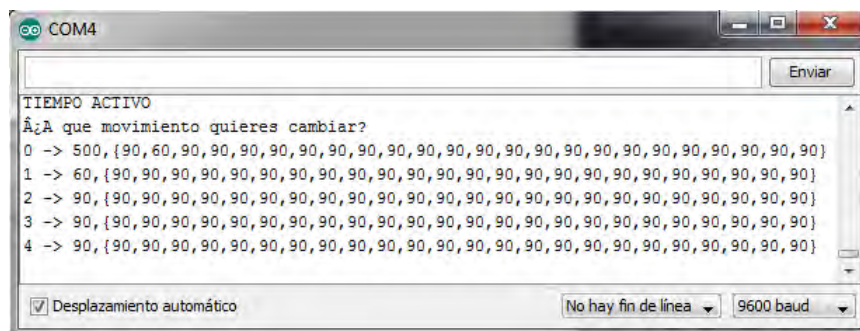 COM4
Enviar
TIEMPO ACTIVO
Â¿A que movimiento quieres cambiar?
0 -> 500,{90,60,90,90,90,90,90,90,90,90,90,90,90,90,90,90,90,90,90,90,90,90,90,90}
1 -> 60,{90,90,90,90,90,90,90,90,90,90,90,90,90,90,90,90,90,90,90,90,90,90,90,90}
2 -> 90,{90,90,90,90,90,90,90,90,90,90,90,90,90,90,90,90,90,90,90,90,90,90,90,90}
3 -> 90,{90,90,90,90,90,90,90,90,90,90,90,90,90,90,90,90,90,90,90,90,90,90,90,90}
4 -> 90,{90,90,90,90,90,90,90,90,90,90,90,90,90,90,90,90,90,90,90,90,90,90,90,90}
Desplazamiento automático No hay fin de línea 9600 baud